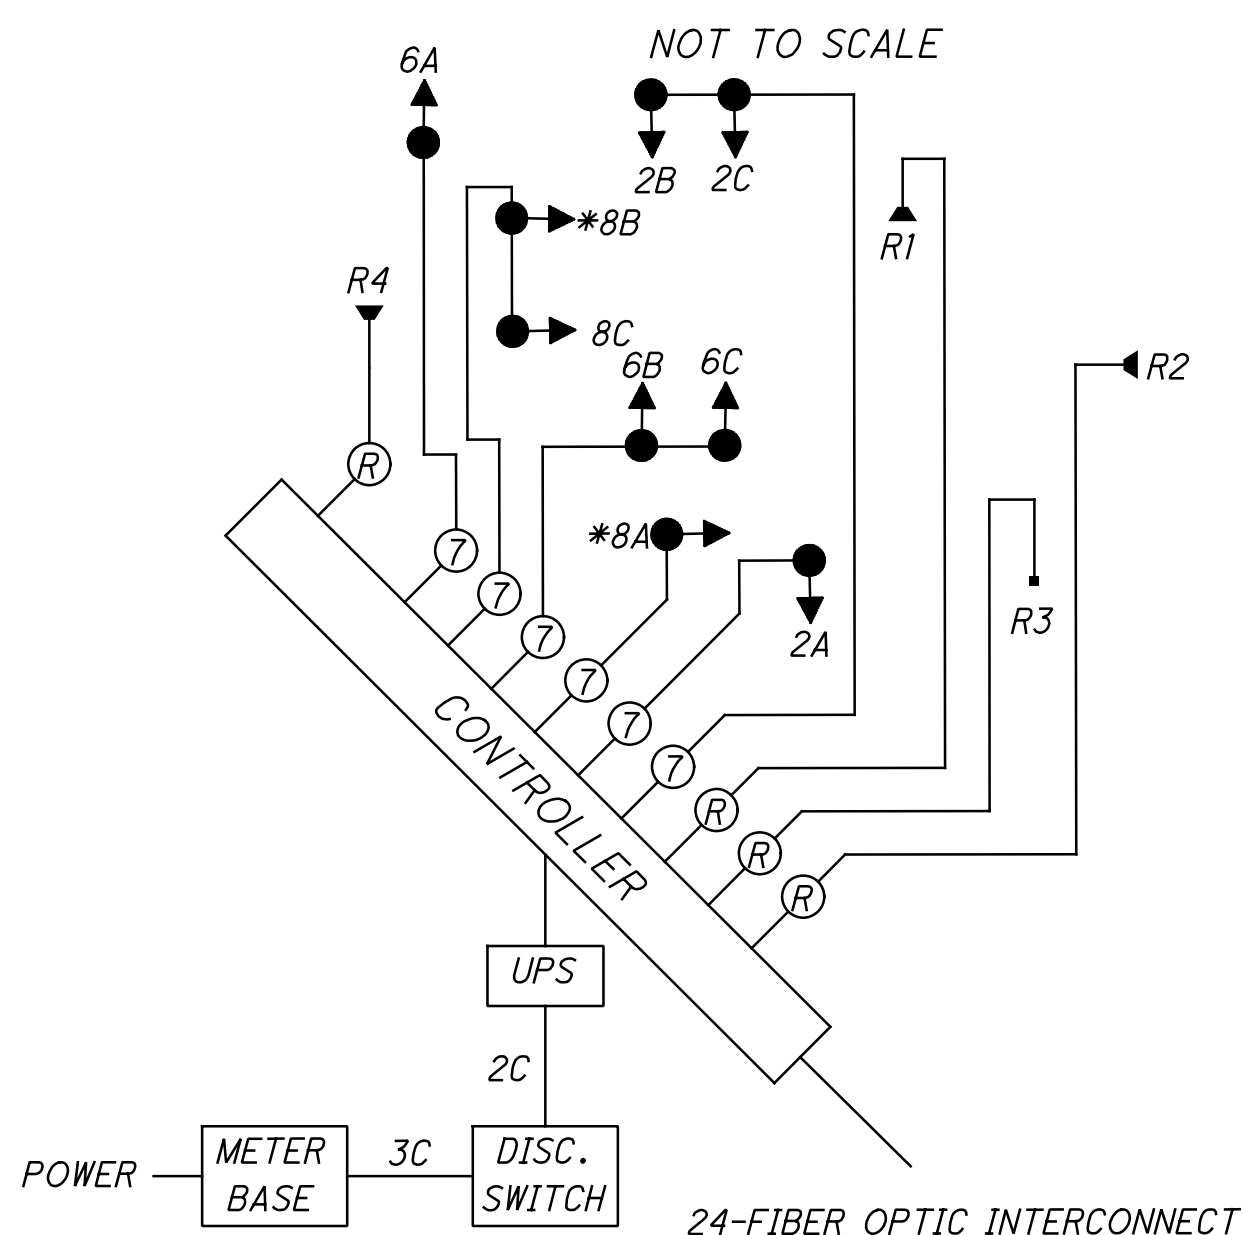 NOT TO SCALE
6A
2B
2C
*8B
R1
R4
8C
6B
6C
R2
R
*8A
7
7
R3
7
2A
7
7
7
R
R
R
CONTROLLER
UPS
2C
METER
BASE
3C
DISC.
SWITCH
POWER
24-FIBER OPTIC INTERCONNECT